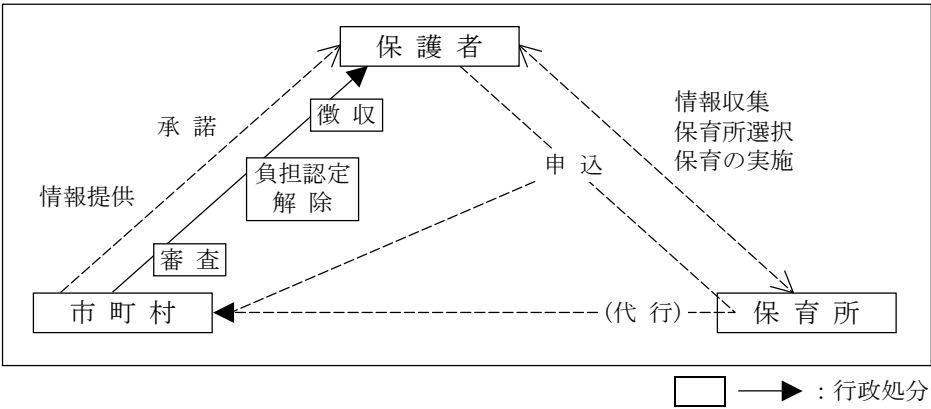 保 護 者
徴 収
承 諾
情報収集
保育所選択
保育の実施
申 込
負担認定
解 除
情報提供
審 査
市 町 村
(代 行)
保 育 所
:行政処分